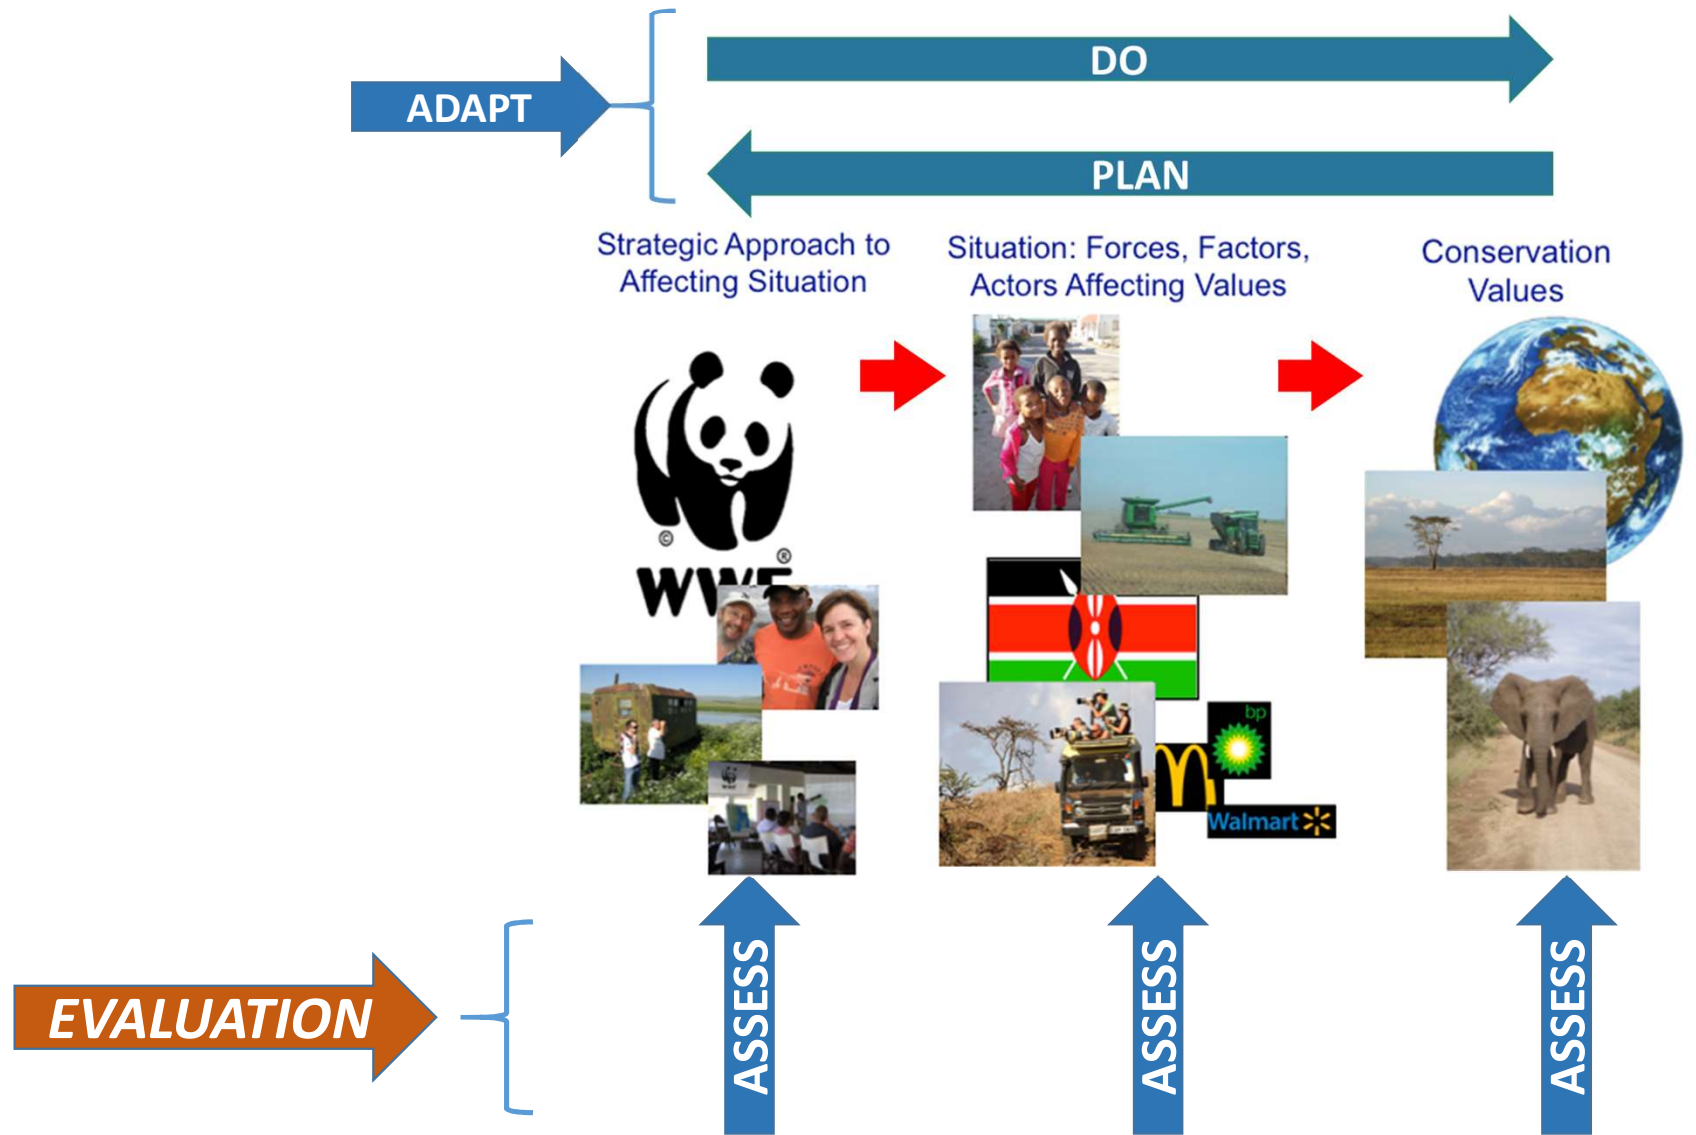 DO
ADAPT
PLAN
Strategic Approach to
Affecting Situation
Situation: Forces, Factors,
Actors Affecting Values
Conservation
Values
©
®
WWF
WWF
bp
Walmart
EVALUATION
ASSESS
ASSESS
ASSESS